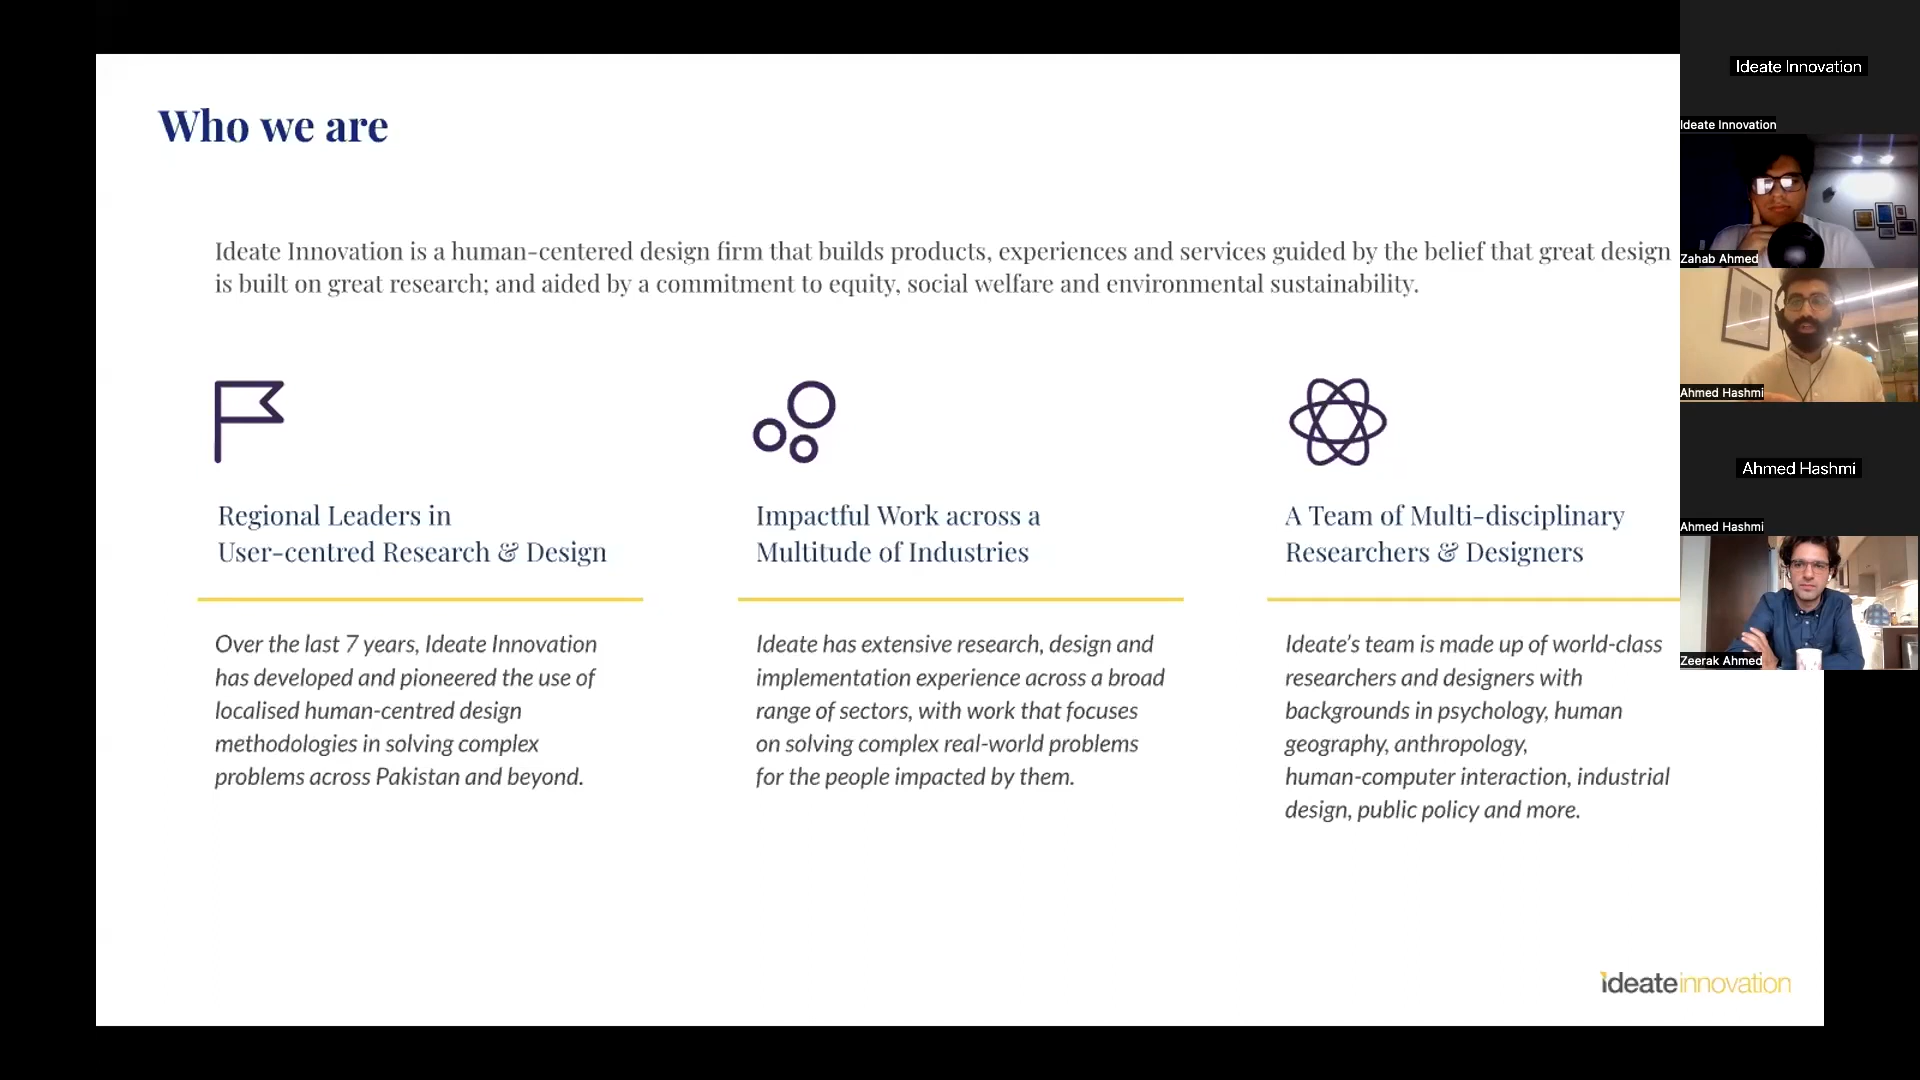 Who we are
Ideate Innovation is a human-centered design firm that builds products, experiences and services guided by the belief that great design
is built on great research; and aided by a commitment to equity, social welfare and environmental sustainability.
Regional Leaders in
User-centred Research & Design
Over the last 7 years, Ideate Innovation
has developed and pioneered the use of
localised human-centred design
methodologies in solving complex
problems across Pakistan and beyond.
Impactful Work across a
Multitude of Industries
Ideate has extensive research, design and
implementation experience across a broad
range of sectors, with work that focuses
on solving complex real-world problems
for the people impacted by them.
A Team of Multi-disciplinary
Researchers & Designers
Ideate’s team is made up of world-class
researchers and designers with
backgrounds in psychology, human
geography, anthropology,
human-computer interaction, industrial
design, public policy and more.
ideateinnovation
Ideate Innovation
Ideate Innovation
Zahab Ahmed
Ahmed Hashmi
Ahmed Hashmi
Ahmed Hashmi
Zeerak Ahmed